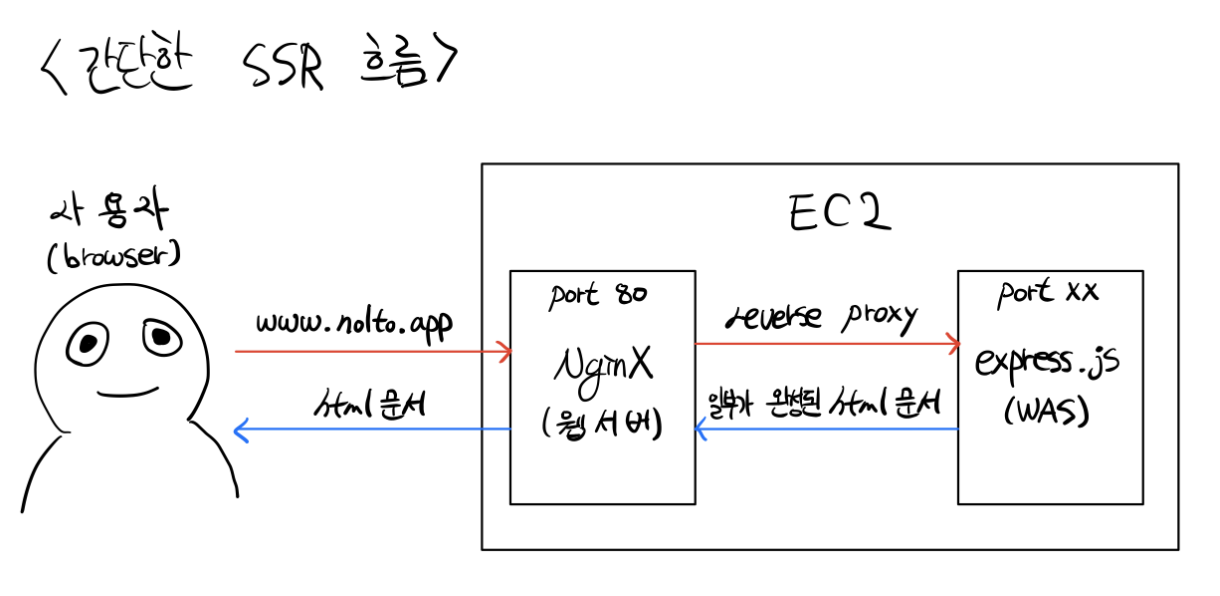 <간단한 SSR 흐름>
사용자
(browser)
www.nolto.app
html 문서
EC2
port 80
NginX
(웹 서버)
reverse proxy
일부가 완성된 html 문서
port xx
express.js
(WAS)